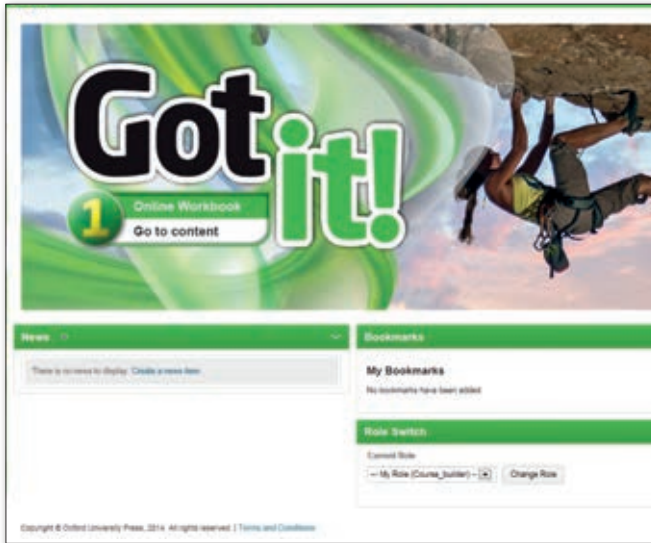 Got it!
1
Online Workbook
Go to content
News
There is no news to display. Create a news item
Bookmarks
My Bookmarks
No bookmarks have been added
Role Switch
Current Role
-- My Role (Course_builder) --
Change Role
Copyright © Oxford University Press, 2014. All rights reserved. | Terms and Conditions